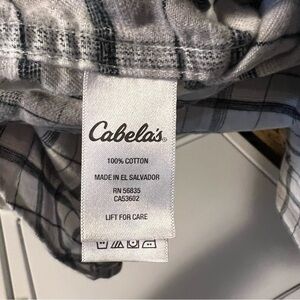 Cabela's
100% COTTON
MADE IN EL SALVADOR
RN 56835
CA53602
LIFT FOR CARE